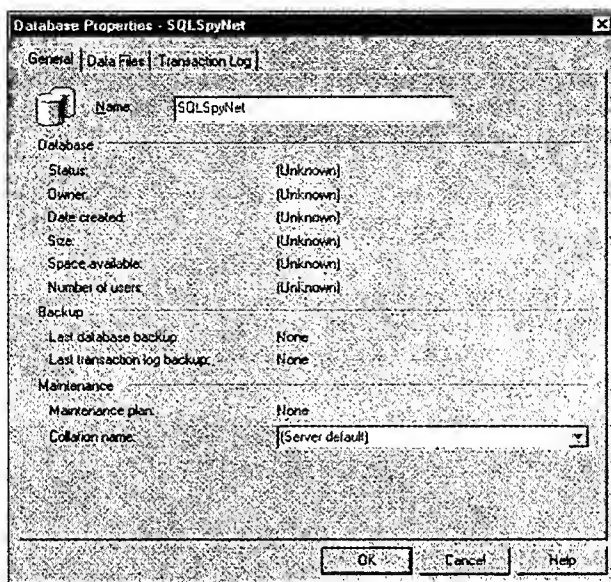 Database Properties - SQLSpyNet
General Data Files Transaction Log
Name: SQLSpyNet
Database
Status: (Unknown)
Owner: (Unknown)
Date created: (Unknown)
Size: (Unknown)
Space available: (Unknown)
Number of users: (Unknown)
Backup
Last database backup: None
Last transaction log backup: None
Maintenance
Maintenance plan: None
Collation name: (Server default)
OK Cancel Help